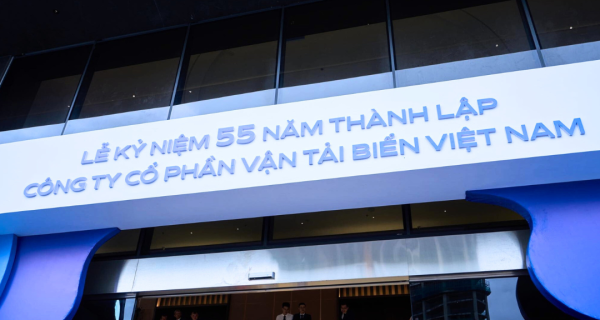 LỄ KỶ NIỆM 55 NĂM THÀNH LẬP
CÔNG TY CỔ PHẦN VẬN TẢI BIỂN VIỆT NAM